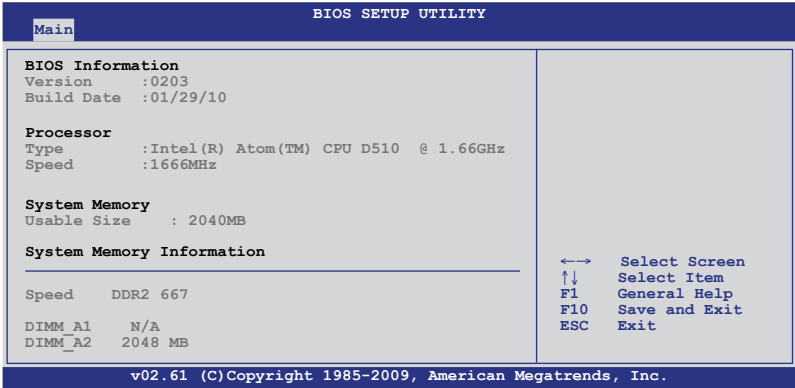 BIOS SETUP UTILITY
Main
BIOS Information
Version :0203
Build Date :01/29/10
Processor
Type :Intel(R) Atom(TM) CPU D510 @ 1.66GHz
Speed :1666MHz
System Memory
Usable Size : 2040MB
System Memory Information
Speed DDR2 667
DIMM_A1 N/A
DIMM_A2 2048 MB
←→ Select Screen
↑↓ Select Item
F1 General Help
F10 Save and Exit
ESC Exit
v02.61 (C)Copyright 1985-2009, American Megatrends, Inc.